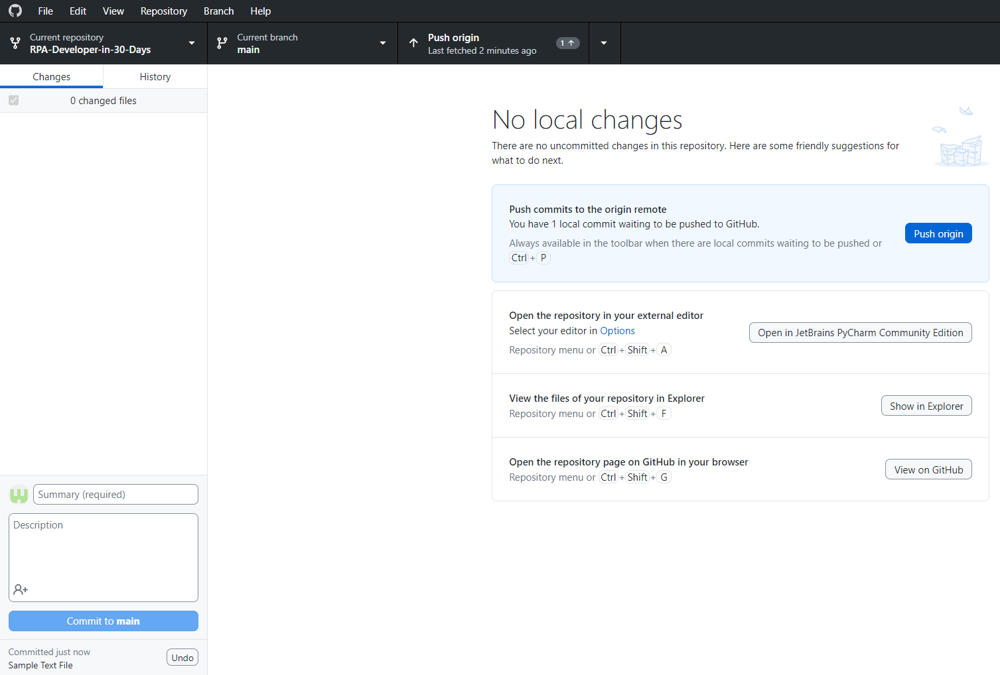 File Edit View Repository Branch Help
Current repository
RPA-Developer-in-30-Days
Current branch
main
Push origin
Last fetched 2 minutes ago
1
Changes History
0 changed files
No local changes
There are no uncommitted changes in this repository. Here are some friendly suggestions for
what to do next.
Push commits to the origin remote
You have 1 local commit waiting to be pushed to GitHub.
Always available in the toolbar when there are local commits waiting to be pushed or
Ctrl + P
Push origin
Open the repository in your external editor
Select your editor in Options
Repository menu or Ctrl + Shift + A
Open in JetBrains PyCharm Community Edition
View the files of your repository in Explorer
Repository menu or Ctrl + Shift + F
Show in Explorer
Open the repository page on GitHub in your browser
Repository menu or Ctrl + Shift + G
View on GitHub
Summary (required)
Description
Commit to main
Committed just now
Sample Text File
Undo